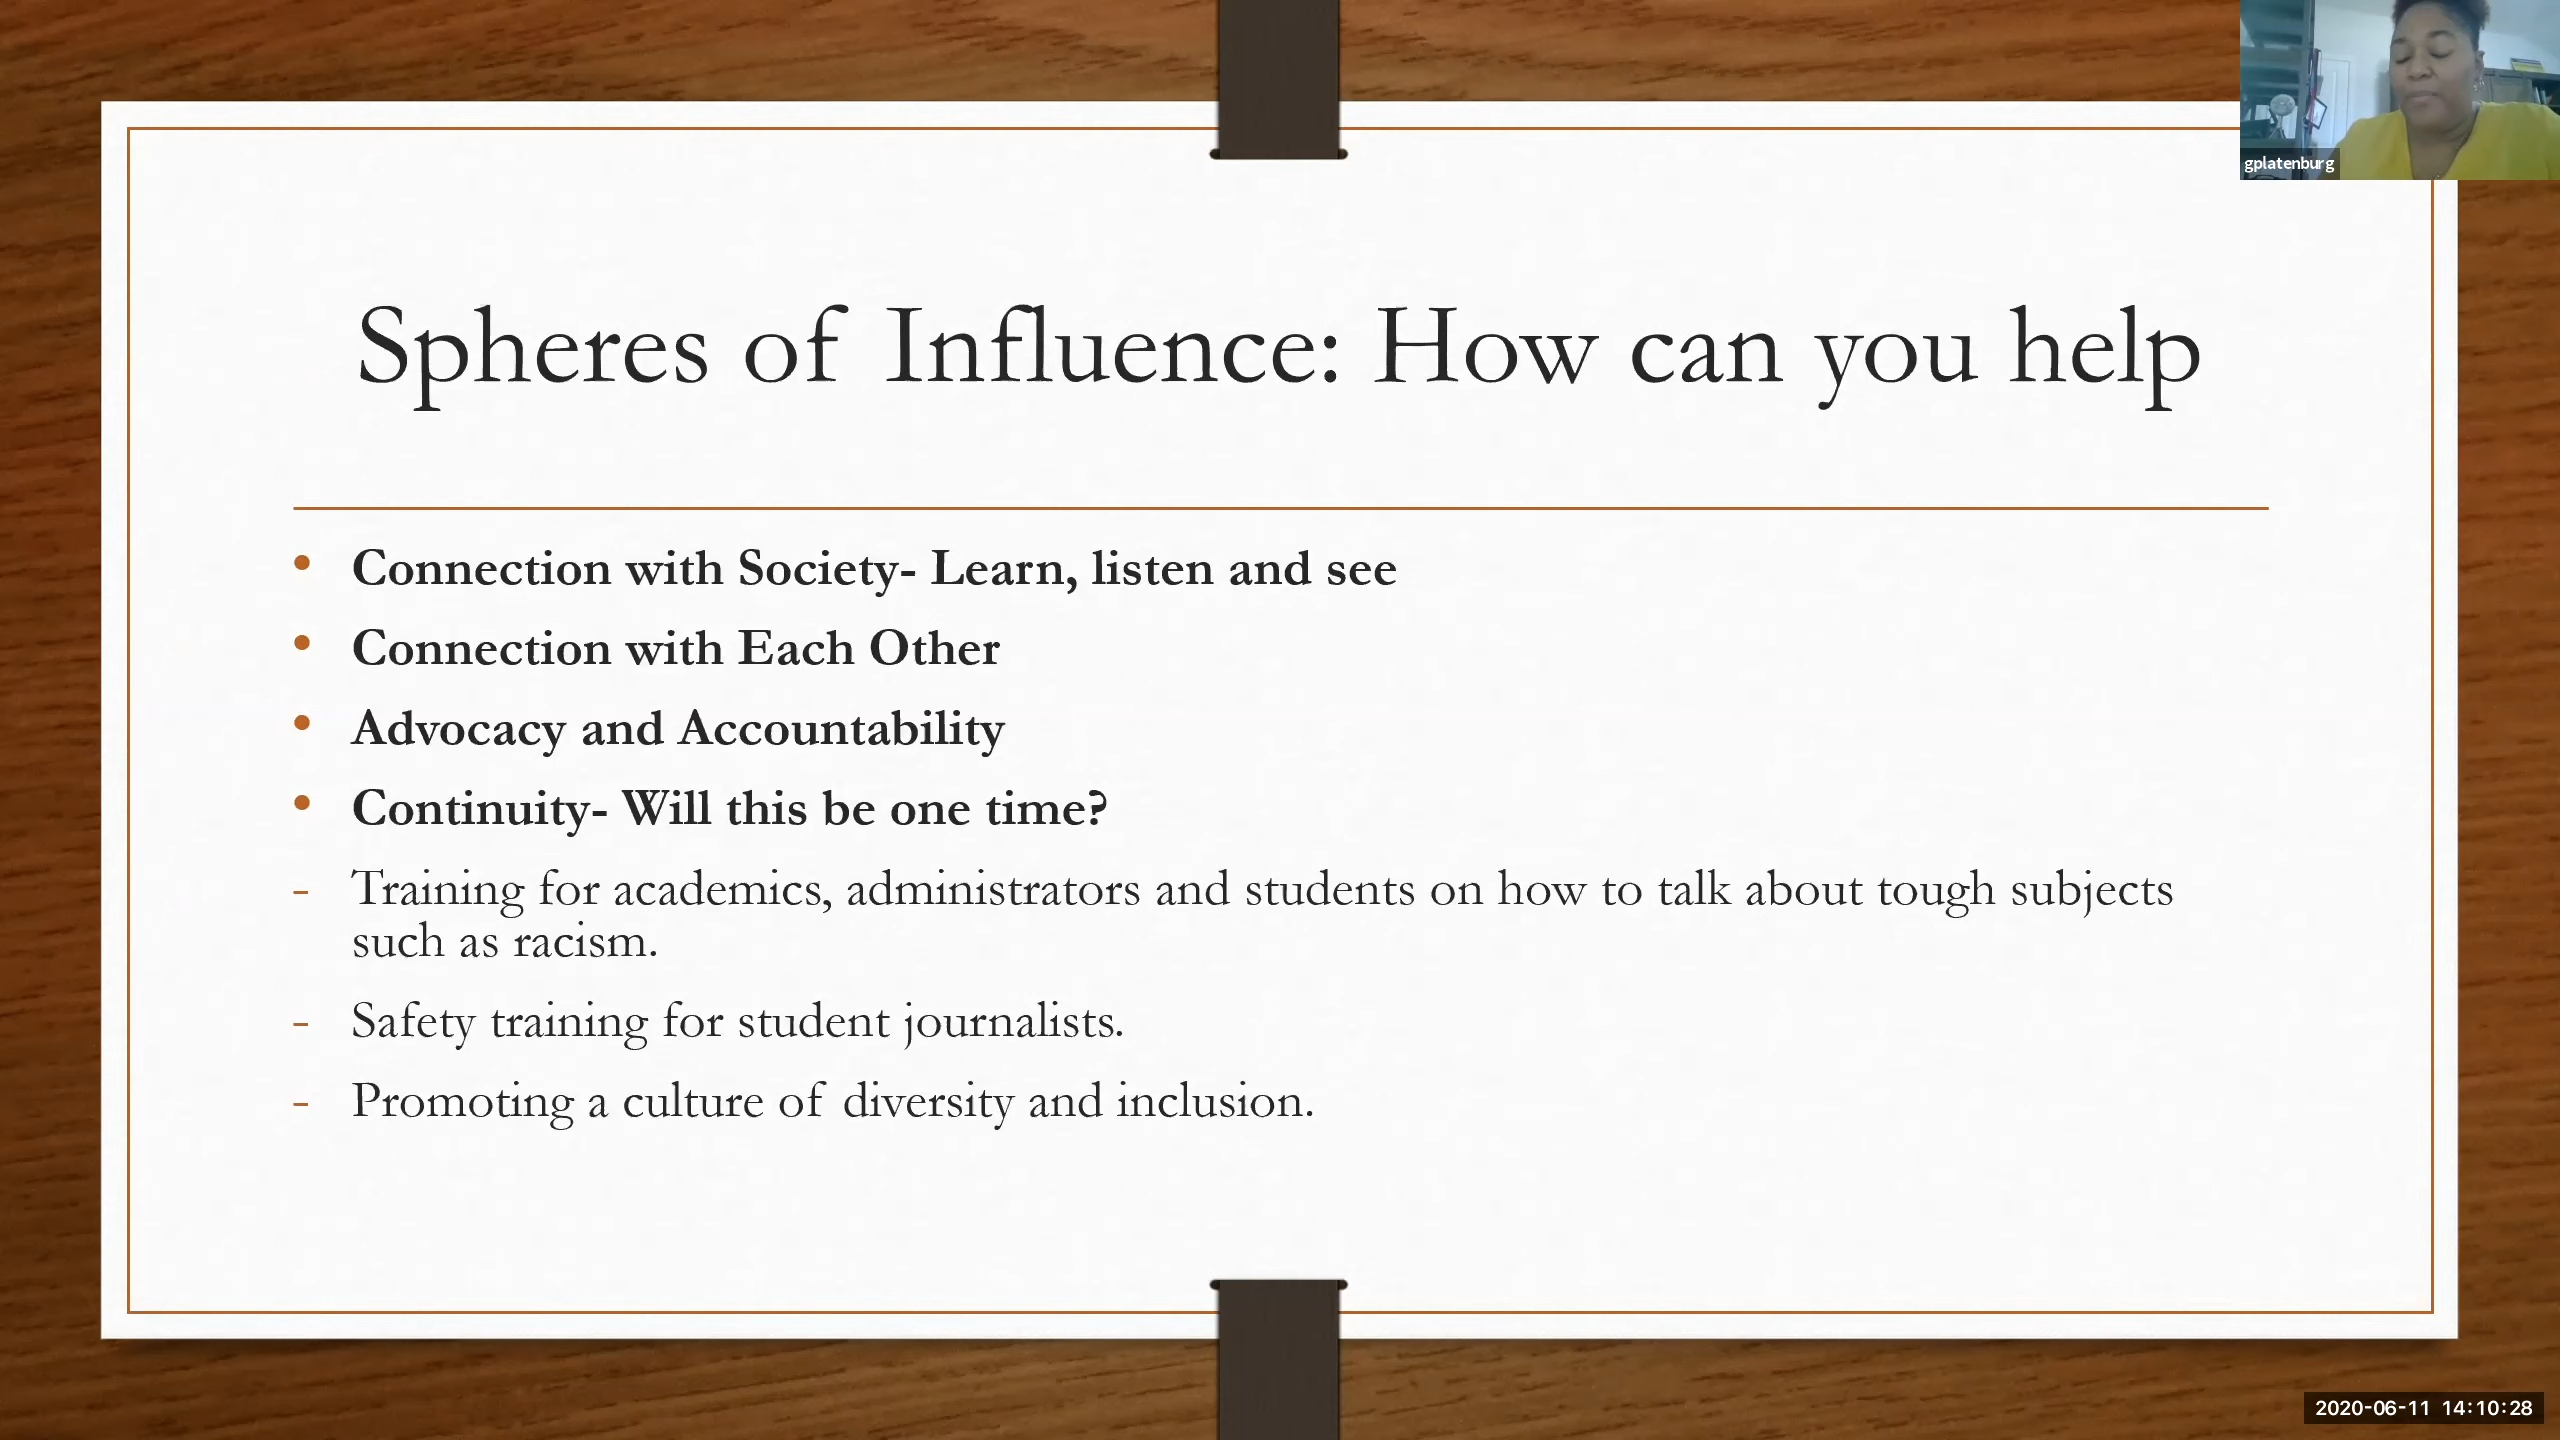 gplatenburg
Spheres of Influence: How can you help
• Connection with Society- Learn, listen and see
• Connection with Each Other
• Advocacy and Accountability
• Continuity- Will this be one time?
- Training for academics, administrators and students on how to talk about tough subjects
such as racism.
- Safety training for student journalists.
- Promoting a culture of diversity and inclusion.
2020-06-11 14:10:28